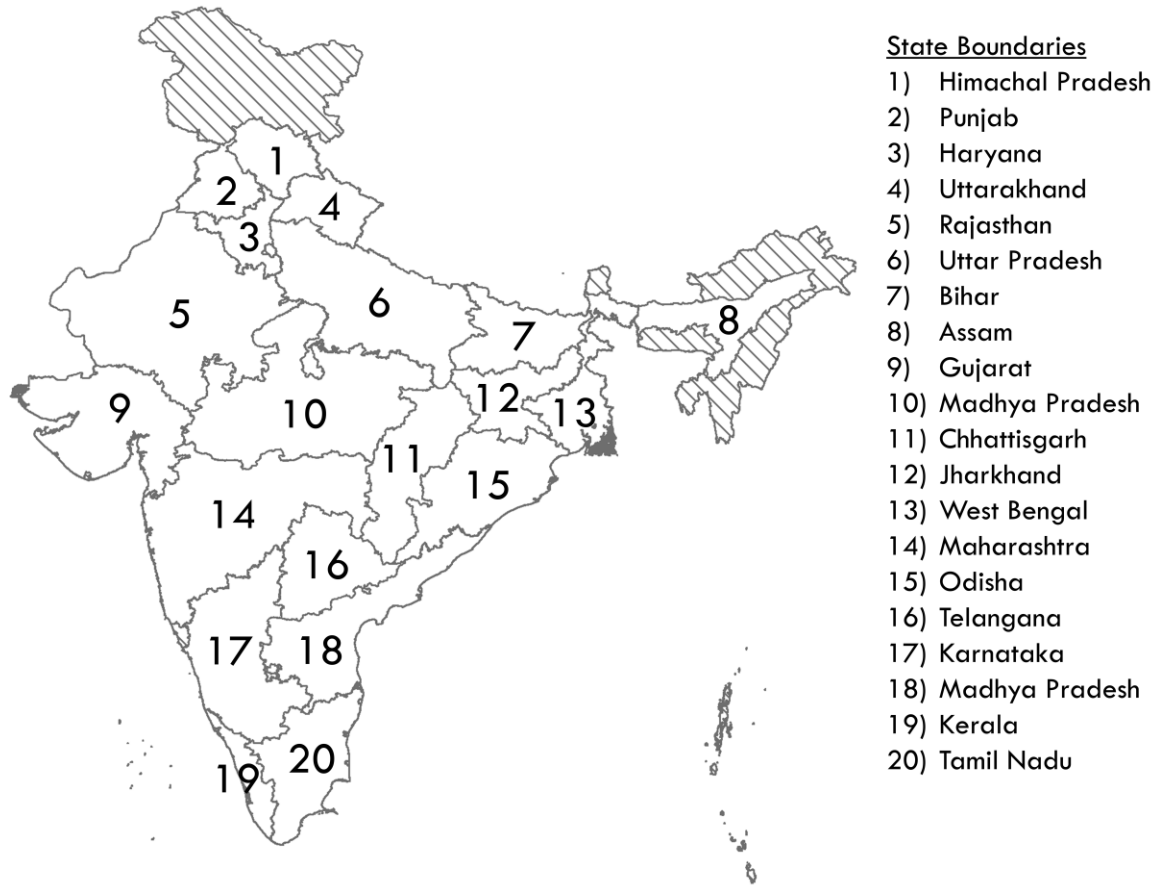 State Boundaries
1) Himachal Pradesh
2) Punjab
3) Haryana
4) Uttarakhand
5) Rajasthan
6) Uttar Pradesh
7) Bihar
8) Assam
9) Gujarat
10) Madhya Pradesh
11) Chhattisgarh
12) Jharkhand
13) West Bengal
14) Maharashtra
15) Odisha
16) Telangana
17) Karnataka
18) Madhya Pradesh
19) Kerala
20) Tamil Nadu
1
2
4
3
5
6
8
7
9
10
12
13
11
15
14
16
17
18
20
19